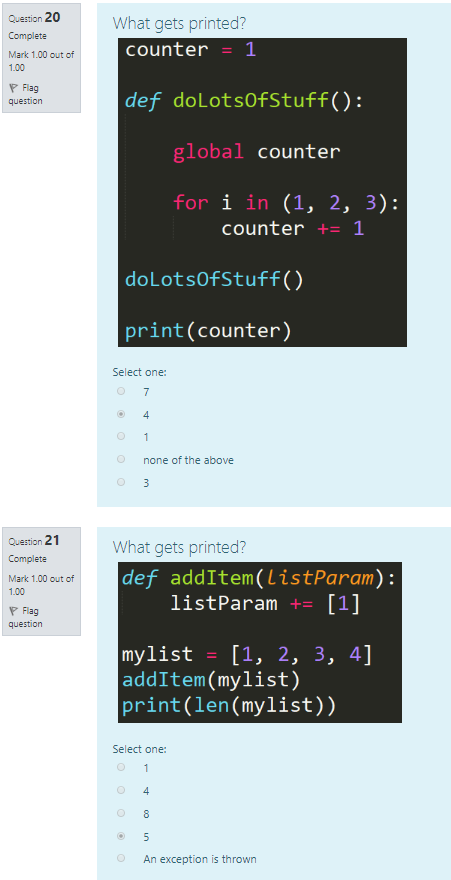 Question 20
Complete
Mark 1.00 out of
1.00
Flag
question
What gets printed?
counter = 1
def doLotsOfStuff():
global counter
for i in (1, 2, 3):
counter += 1
doLotsOfStuff()
print(counter)
Select one:
7
4
1
none of the above
3
Question 21
Complete
Mark 1.00 out of
1.00
Flag
question
What gets printed?
def addItem(listParam):
listParam += [1]
mylist = [1, 2, 3, 4]
addItem(mylist)
print(len(mylist))
Select one:
1
4
8
5
An exception is thrown